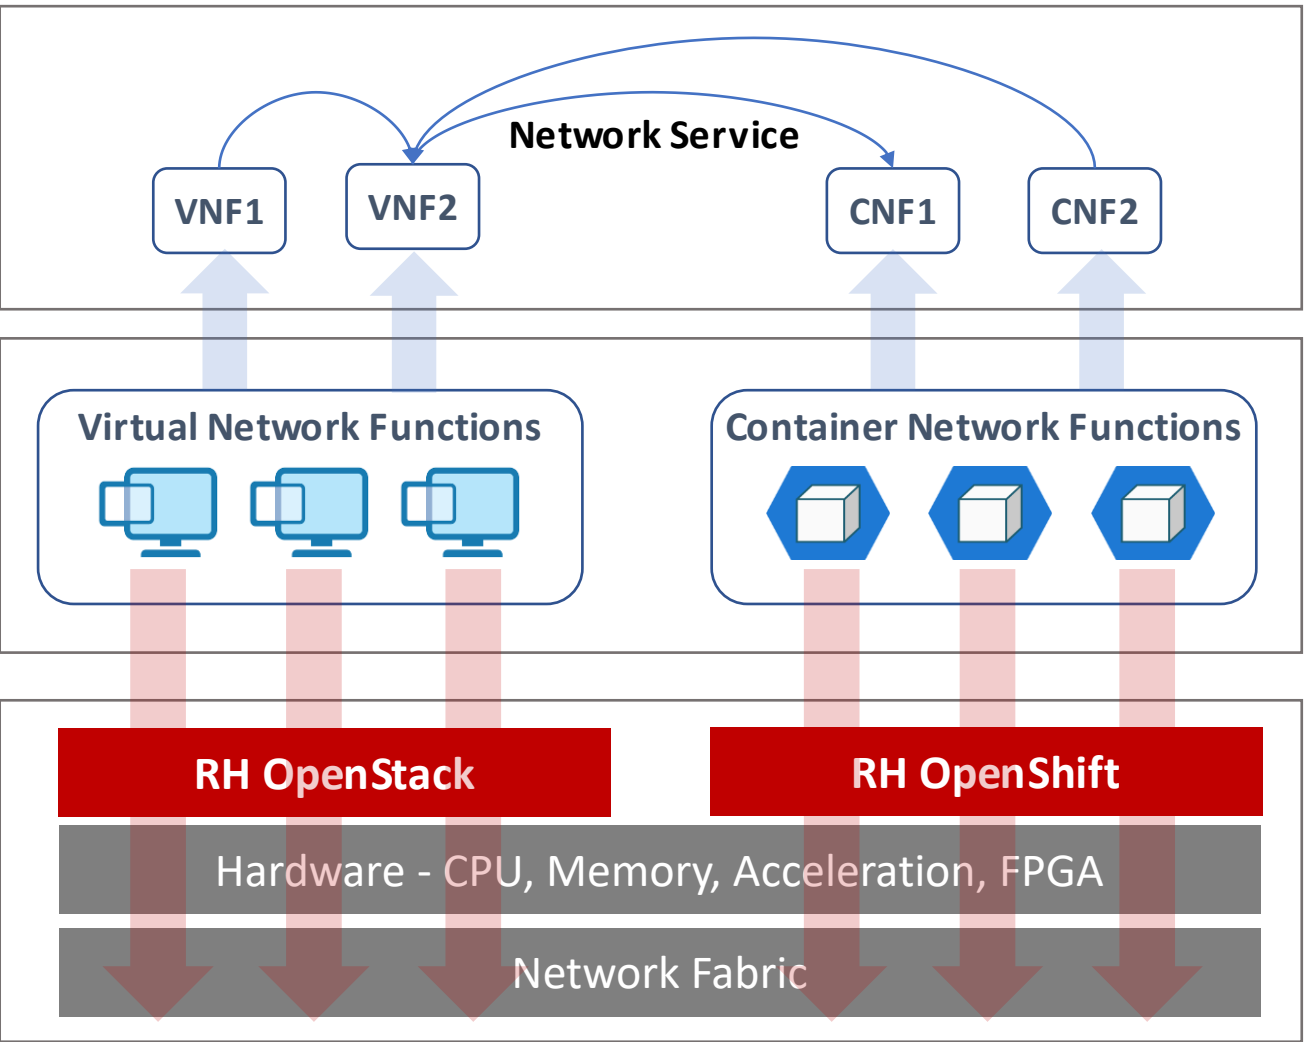 Network Service
VNF1
VNF2
CNF1
CNF2
Virtual Network Functions
Container Network Functions
RH OpenStack
RH OpenShift
Hardware - CPU, Memory, Acceleration, FPGA
Network Fabric